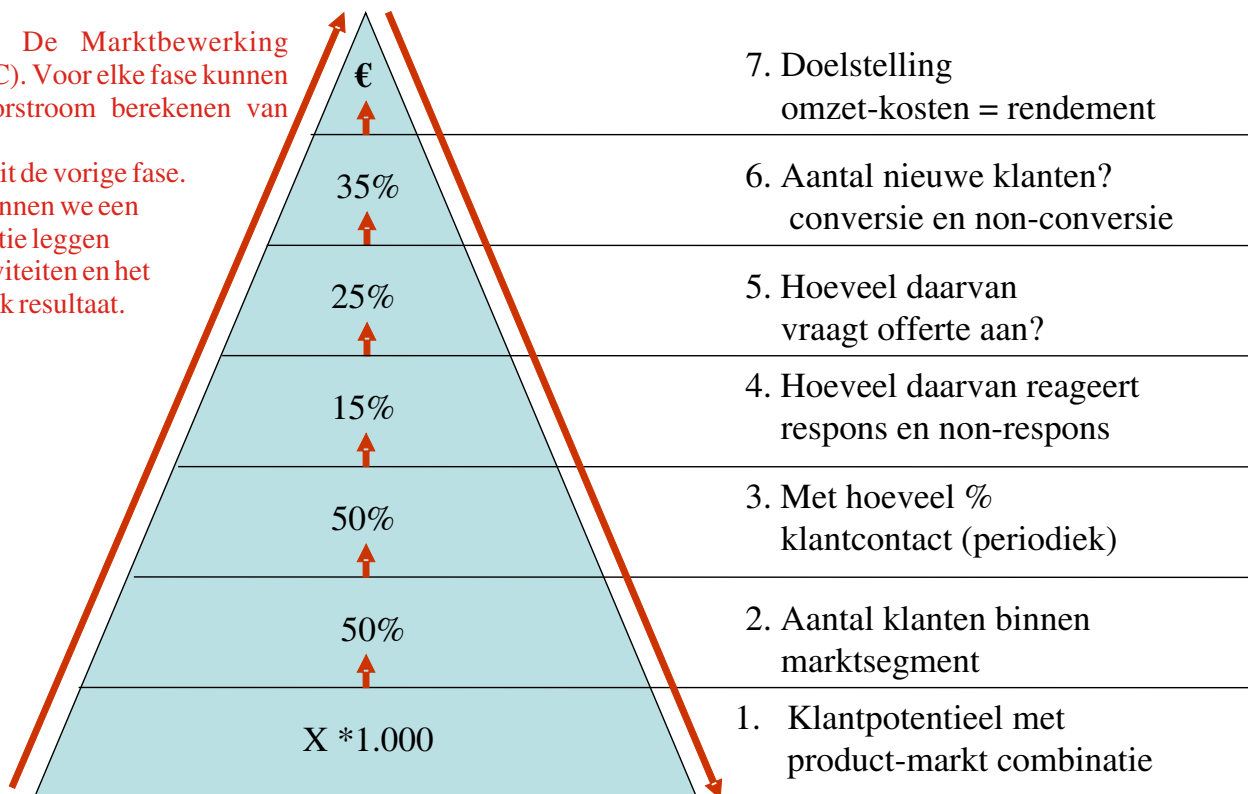 De Marktbewerking
C). Voor elke fase kunnen
orstroom berekenen van
it de vorige fase.
nnen we een
tie leggen
viteiten en het
k resultaat.
€
35%
25%
15%
50%
50%
X *1.000
7. Doelstelling
omzet-kosten = rendement
6. Aantal nieuwe klanten?
conversie en non-conversie
5. Hoeveel daarvan
vraagt offerte aan?
4. Hoeveel daarvan reageert
respons en non-respons
3. Met hoeveel %
klantcontact (periodiek)
2. Aantal klanten binnen
marktsegment
1. Klantpotentieel met
product-markt combinatie